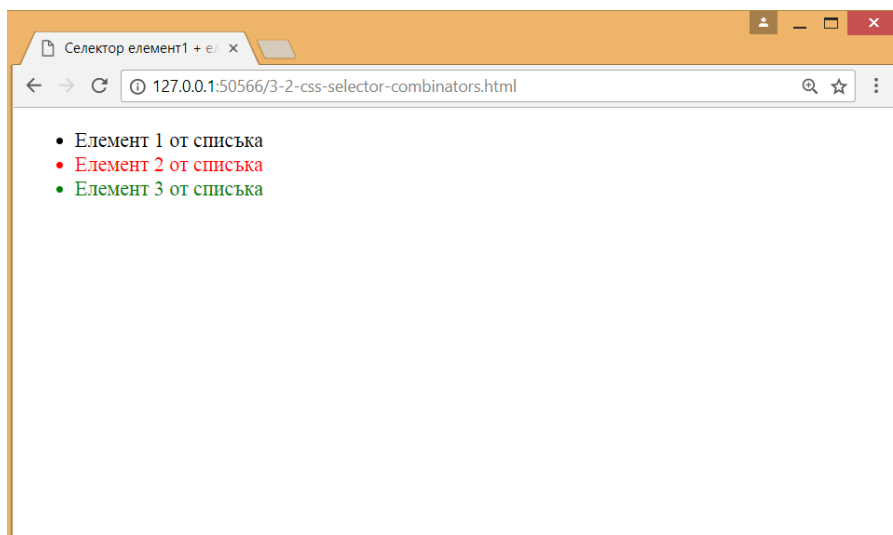 Селектор елемент1 + ел
127.0.0.1:50566/3-2-css-selector-combinators.html
Елемент 1 от списъка
Елемент 2 от списъка
Елемент 3 от списъка